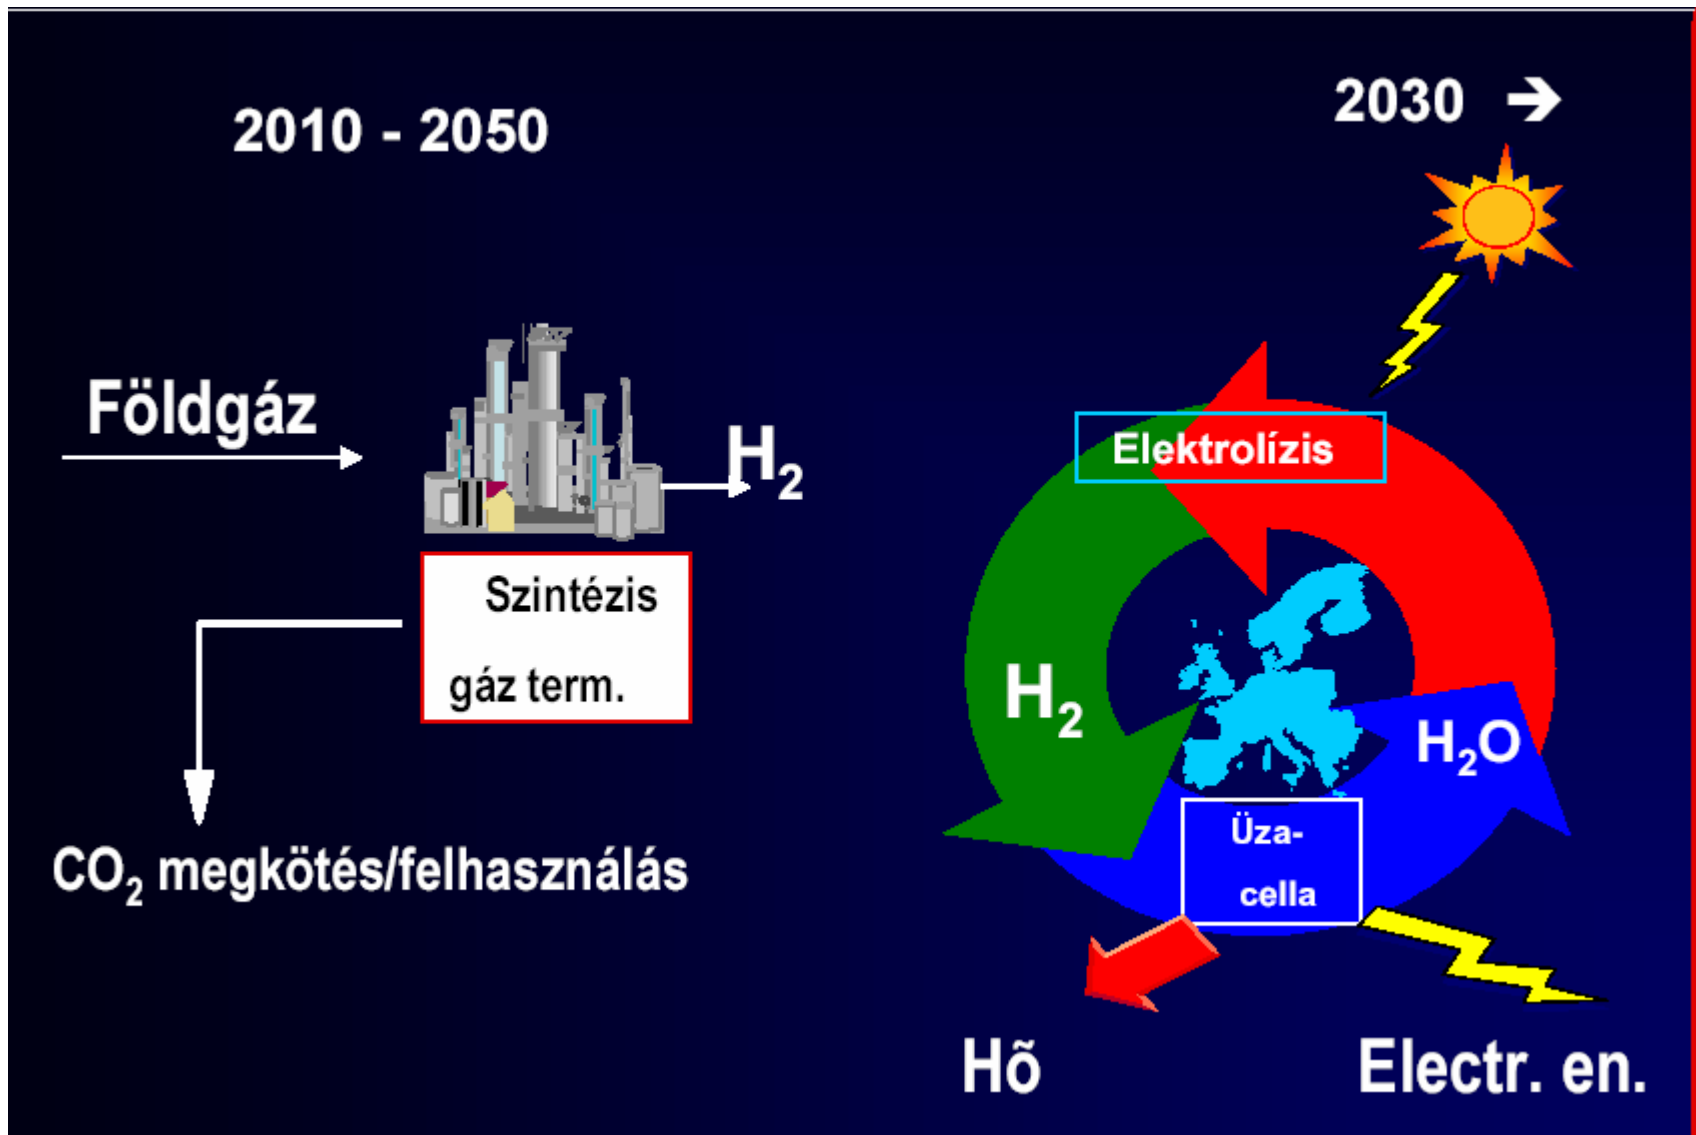 2010 - 2050
2030 ➔
Földgáz
H₂
Szintézis
gáz term.
CO₂ megkötés/felhasználás
Elektrolízis
H₂
H₂O
Üza-
cella
Hõ
Electr. en.